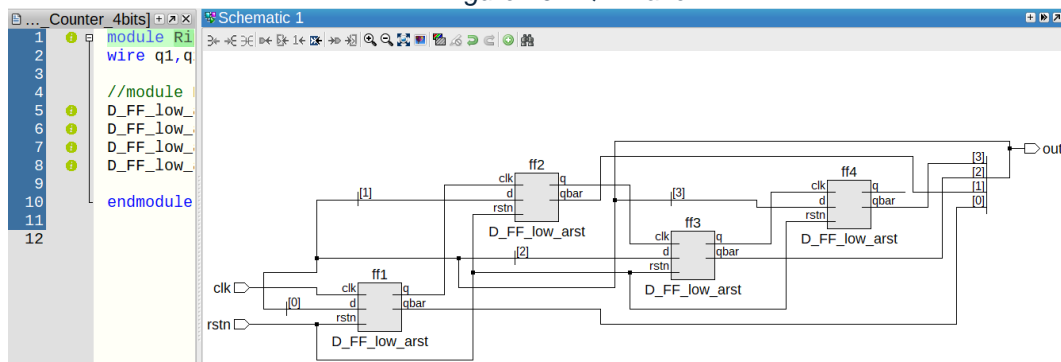 ..._Counter_4bits]
Schematic 1
1 module Ri
2 wire q1,q
3
4 //module
5 D_FF_low_
6 D_FF_low_
7 D_FF_low_
8 D_FF_low_
9
10 endmodule
11
12
ff2
clk q
d qbar
rstn
D_FF_low_arst
ff4
clk q
d qbar
rstn
D_FF_low_arst
ff3
clk q
d qbar
rstn
D_FF_low_arst
ff1
clk q
d qbar
rstn
D_FF_low_arst
[1]
[3]
[2]
[0]
clk
rstn
[3]
[2]
[1]
[0]
out